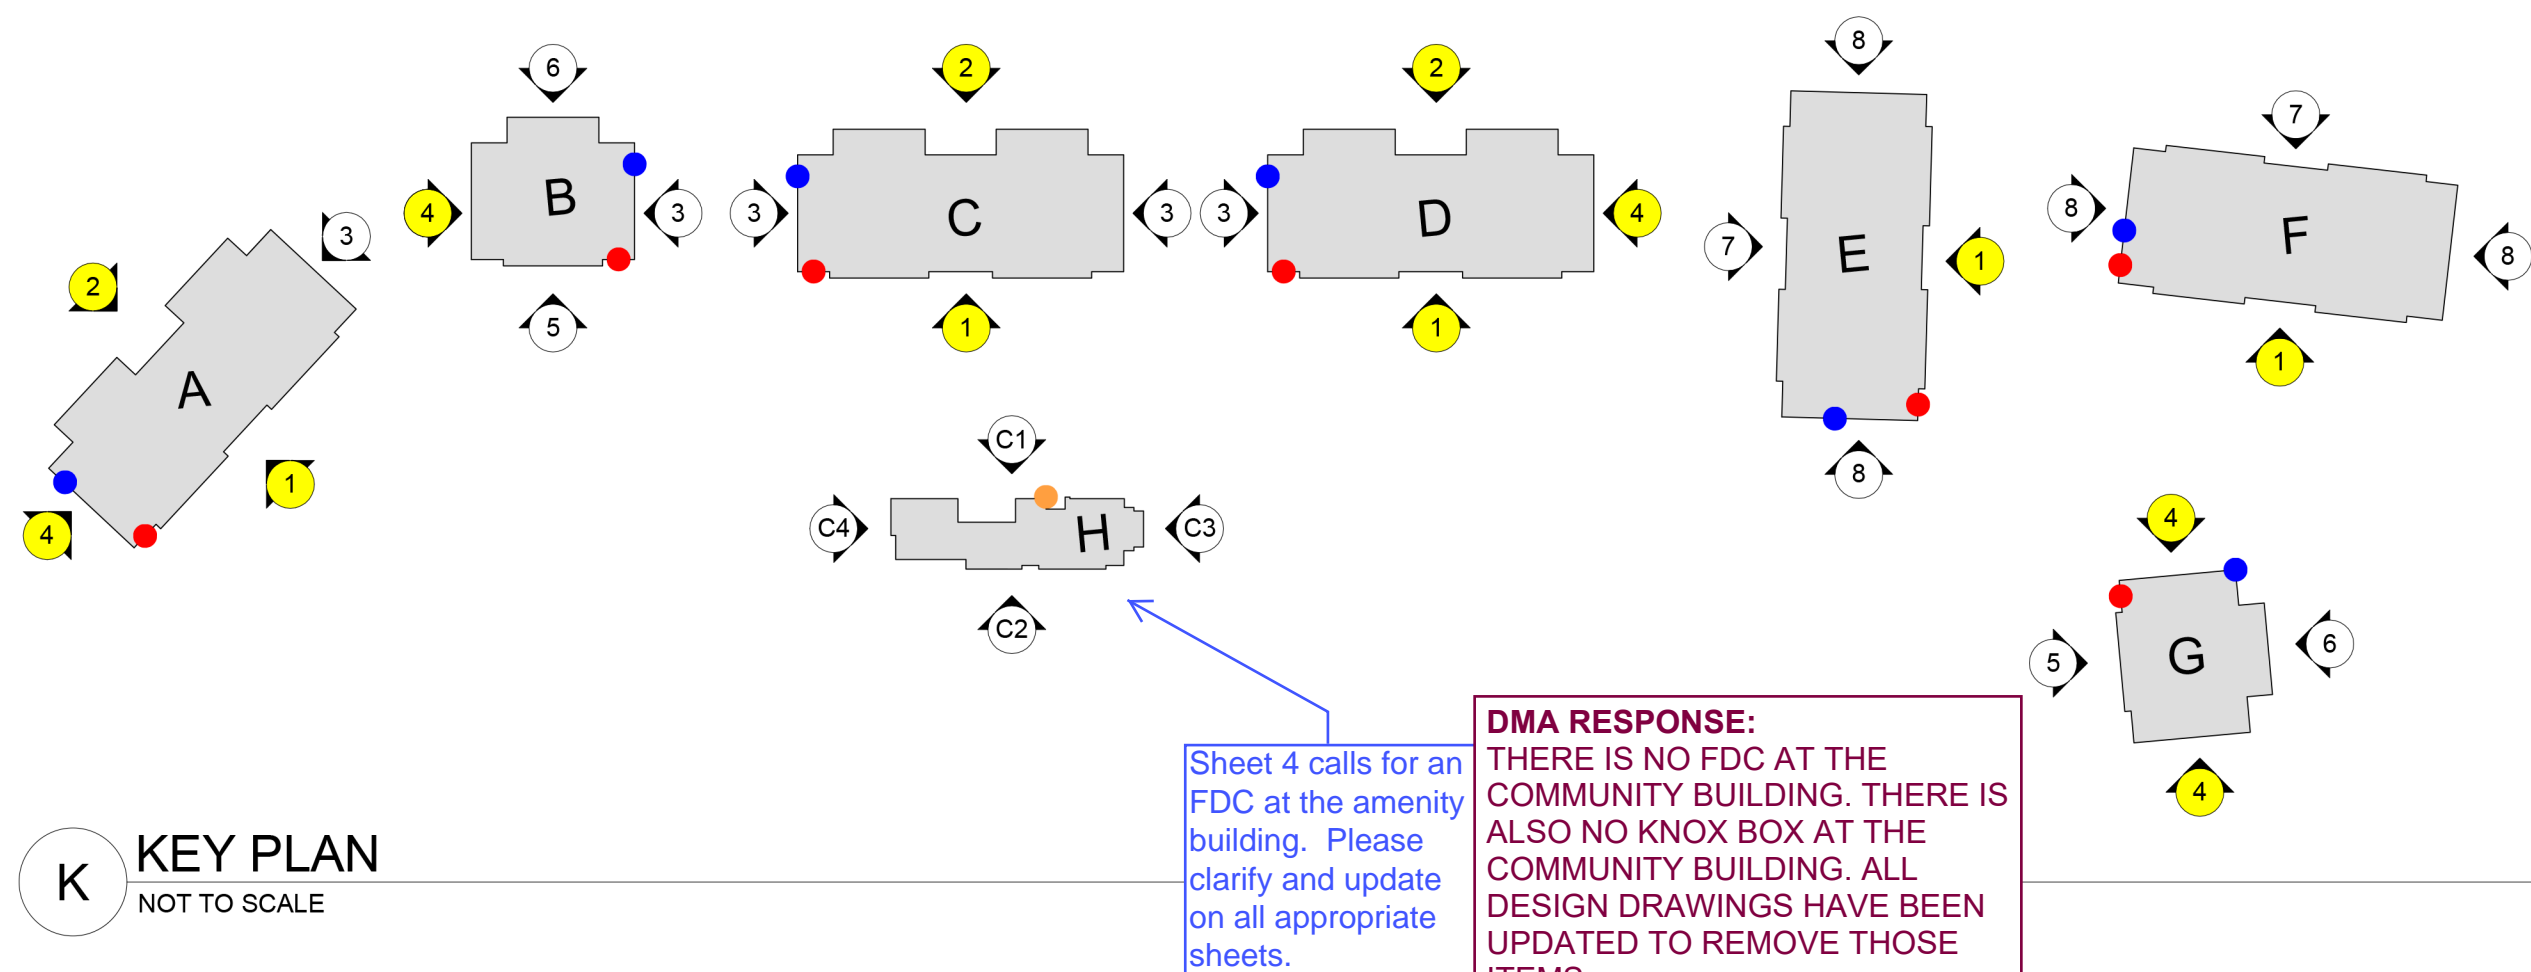 6
2
2
8
7
B
4
3
3
C
3
3
D
4
8
F
8
7
E
1
3
2
5
1
1
1
A
1
4
C1
8
C4
H
C3
4
C2
5
G
6
4
Sheet 4 calls for an
FDC at the amenity
building. Please
clarify and update
on all appropriate
sheets.
DMA RESPONSE:
THERE IS NO FDC AT THE
COMMUNITY BUILDING. THERE IS
ALSO NO KNOX BOX AT THE
COMMUNITY BUILDING. ALL
DESIGN DRAWINGS HAVE BEEN
UPDATED TO REMOVE THOSE
ITEMS
K
KEY PLAN
NOT TO SCALE